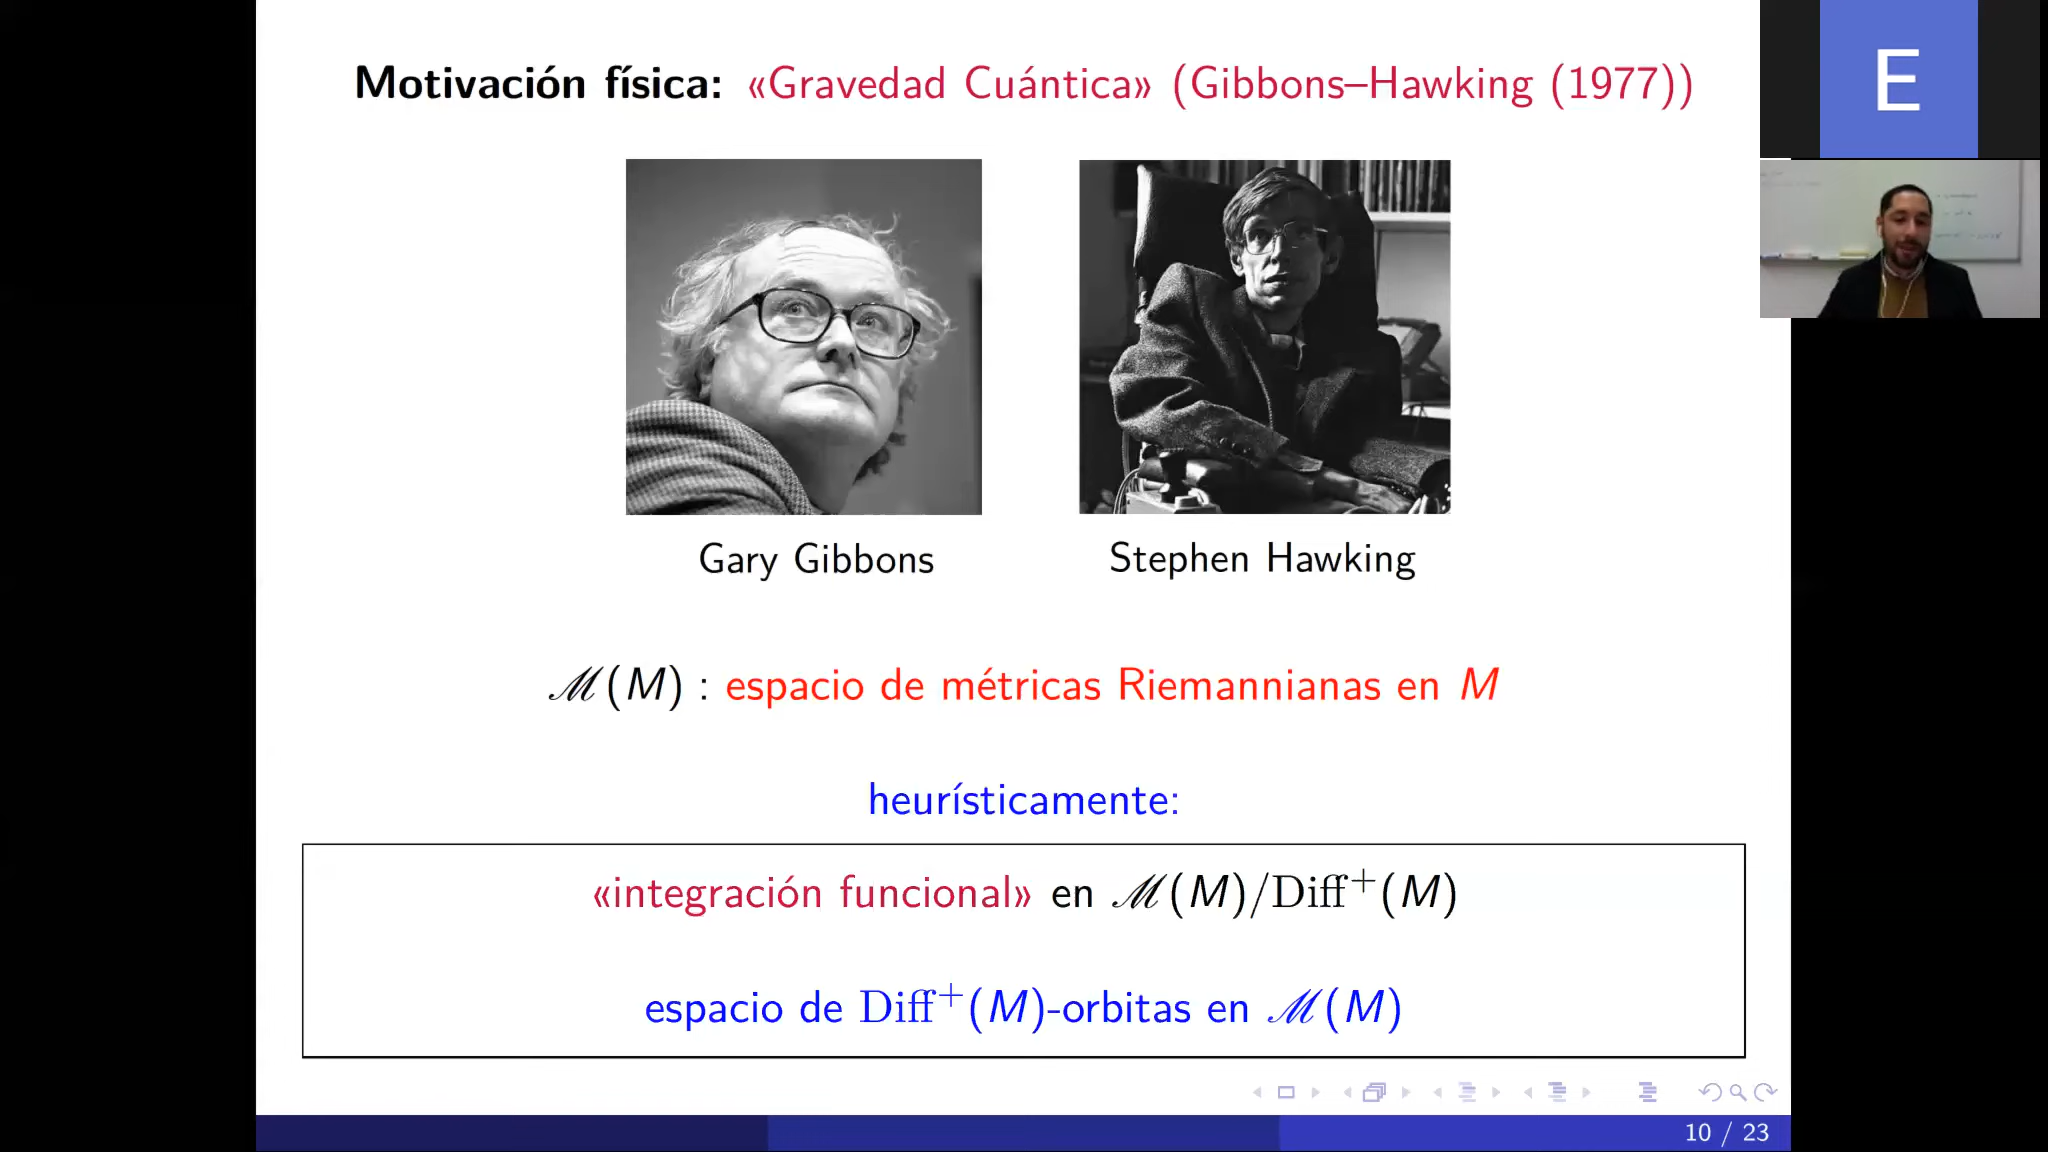 Motivación física: «Gravedad Cuántica» (Gibbons–Hawking (1977))
E
Gary Gibbons
Stephen Hawking
ℳ(M) : espacio de métricas Riemannianas en M
heurísticamente:
«integración funcional» en ℳ(M)/Diff⁺(M)
espacio de Diff⁺(M)-orbitas en ℳ(M)
10 / 23